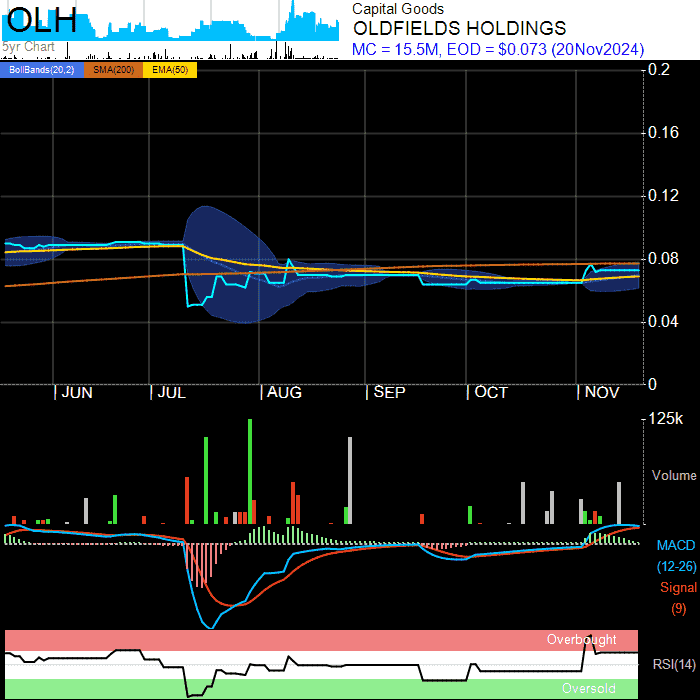 OLH
5yr Chart
Capital Goods
OLDFIELDS HOLDINGS
MC = 15.5M, EOD = $0.073 (20Nov2024)
BollBands(20,2) SMA(200) EMA(50)
0.2
0.16
0.12
0.08
0.04
0
JUN JUL AUG SEP OCT NOV
125k
Volume
MACD
(12-26)
Signal
(9)
Overbought
RSI(14)
Oversold